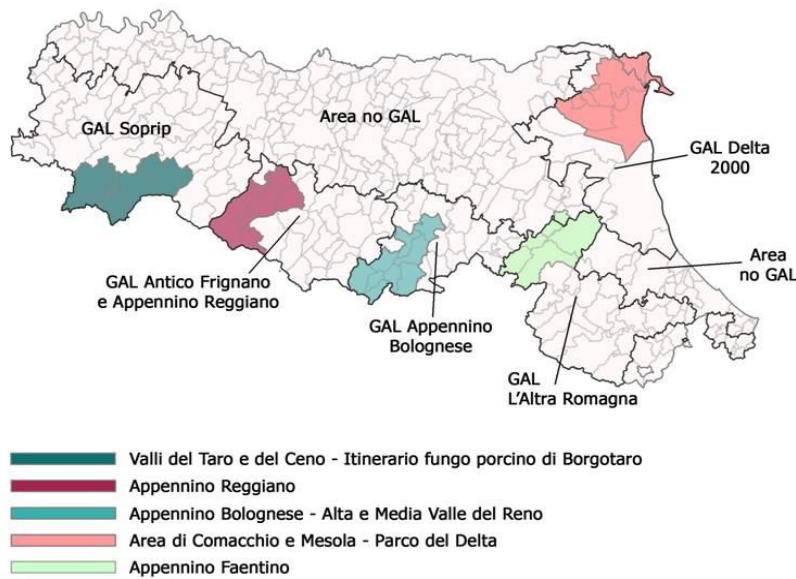 GAL Soprip
Area no GAL
GAL Delta
2000
GAL Antico Frignano
e Appennino Reggiano
GAL Appennino
Bolognese
Area
no GAL
GAL
L'Altra Romagna
Valli del Taro e del Ceno - Itinerario fungo porcino di Borgotaro
Appennino Reggiano
Appennino Bolognese - Alta e Media Valle del Reno
Area di Comacchio e Mesola - Parco del Delta
Appennino Faentino